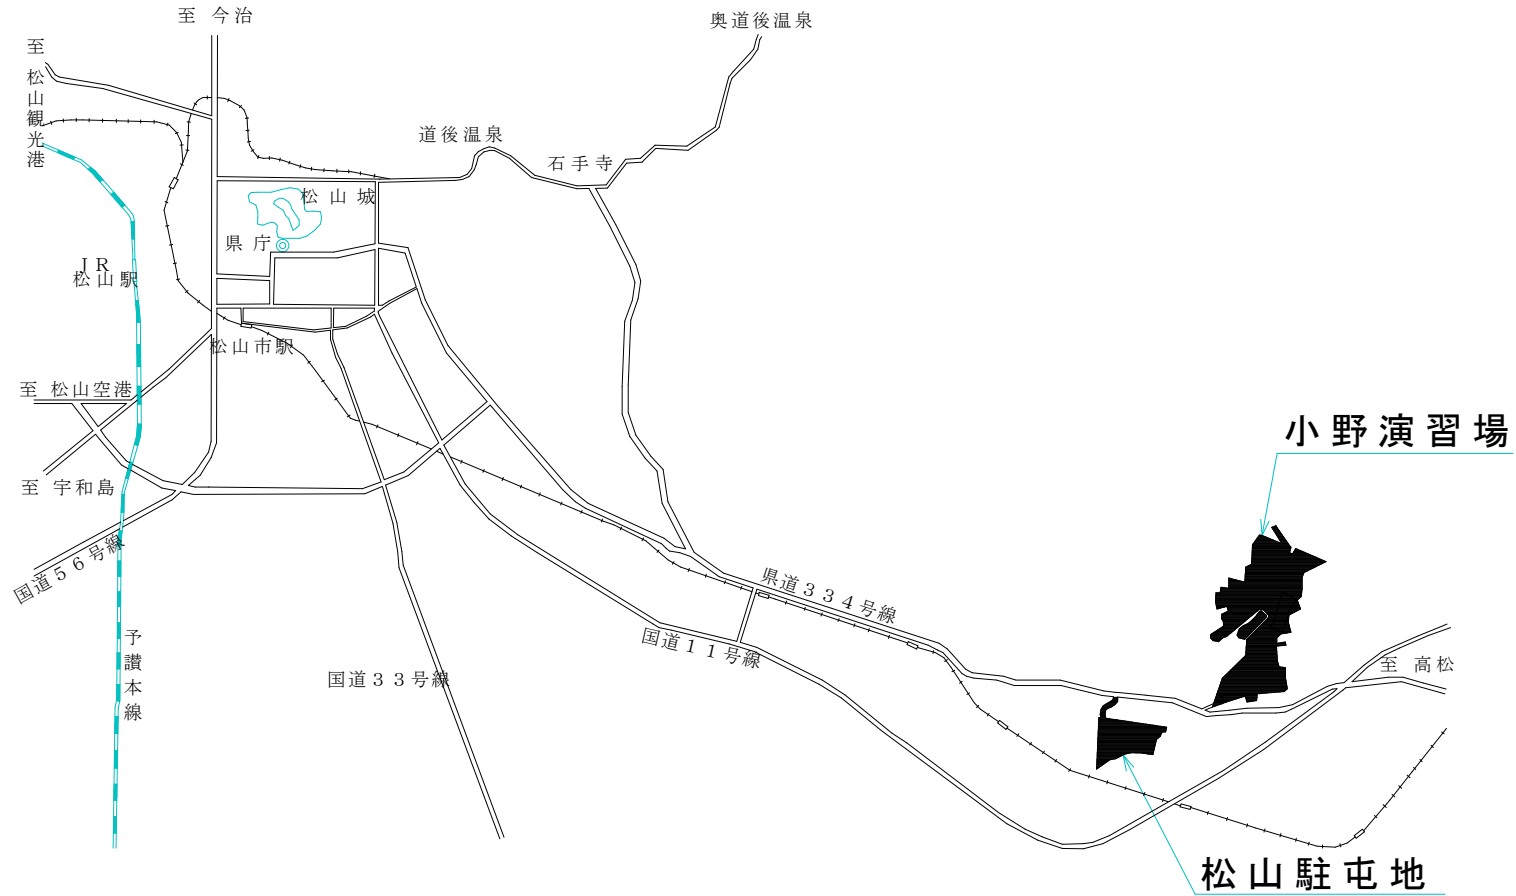 至 今治
奥道後温泉
至 松山観光港
道後温泉
石手寺
松山城
県庁
JR
松山駅
松山市駅
至 松山空港
小野演習場
至 宇和島
国道56号線
県道334号線
国道11号線
予讃本線
国道33号線
至 高松
松山駐屯地